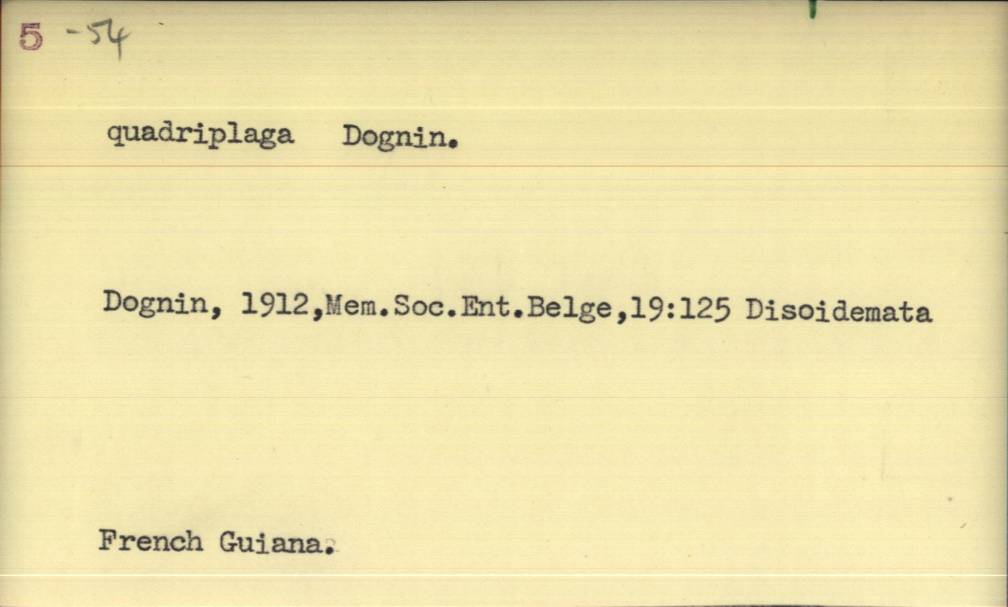 5 -54
quadriplaga Dognin.
Dognin, 1912,Mem.Soc.Ent.Belge,19:125 Disoidemata
French Guiana.